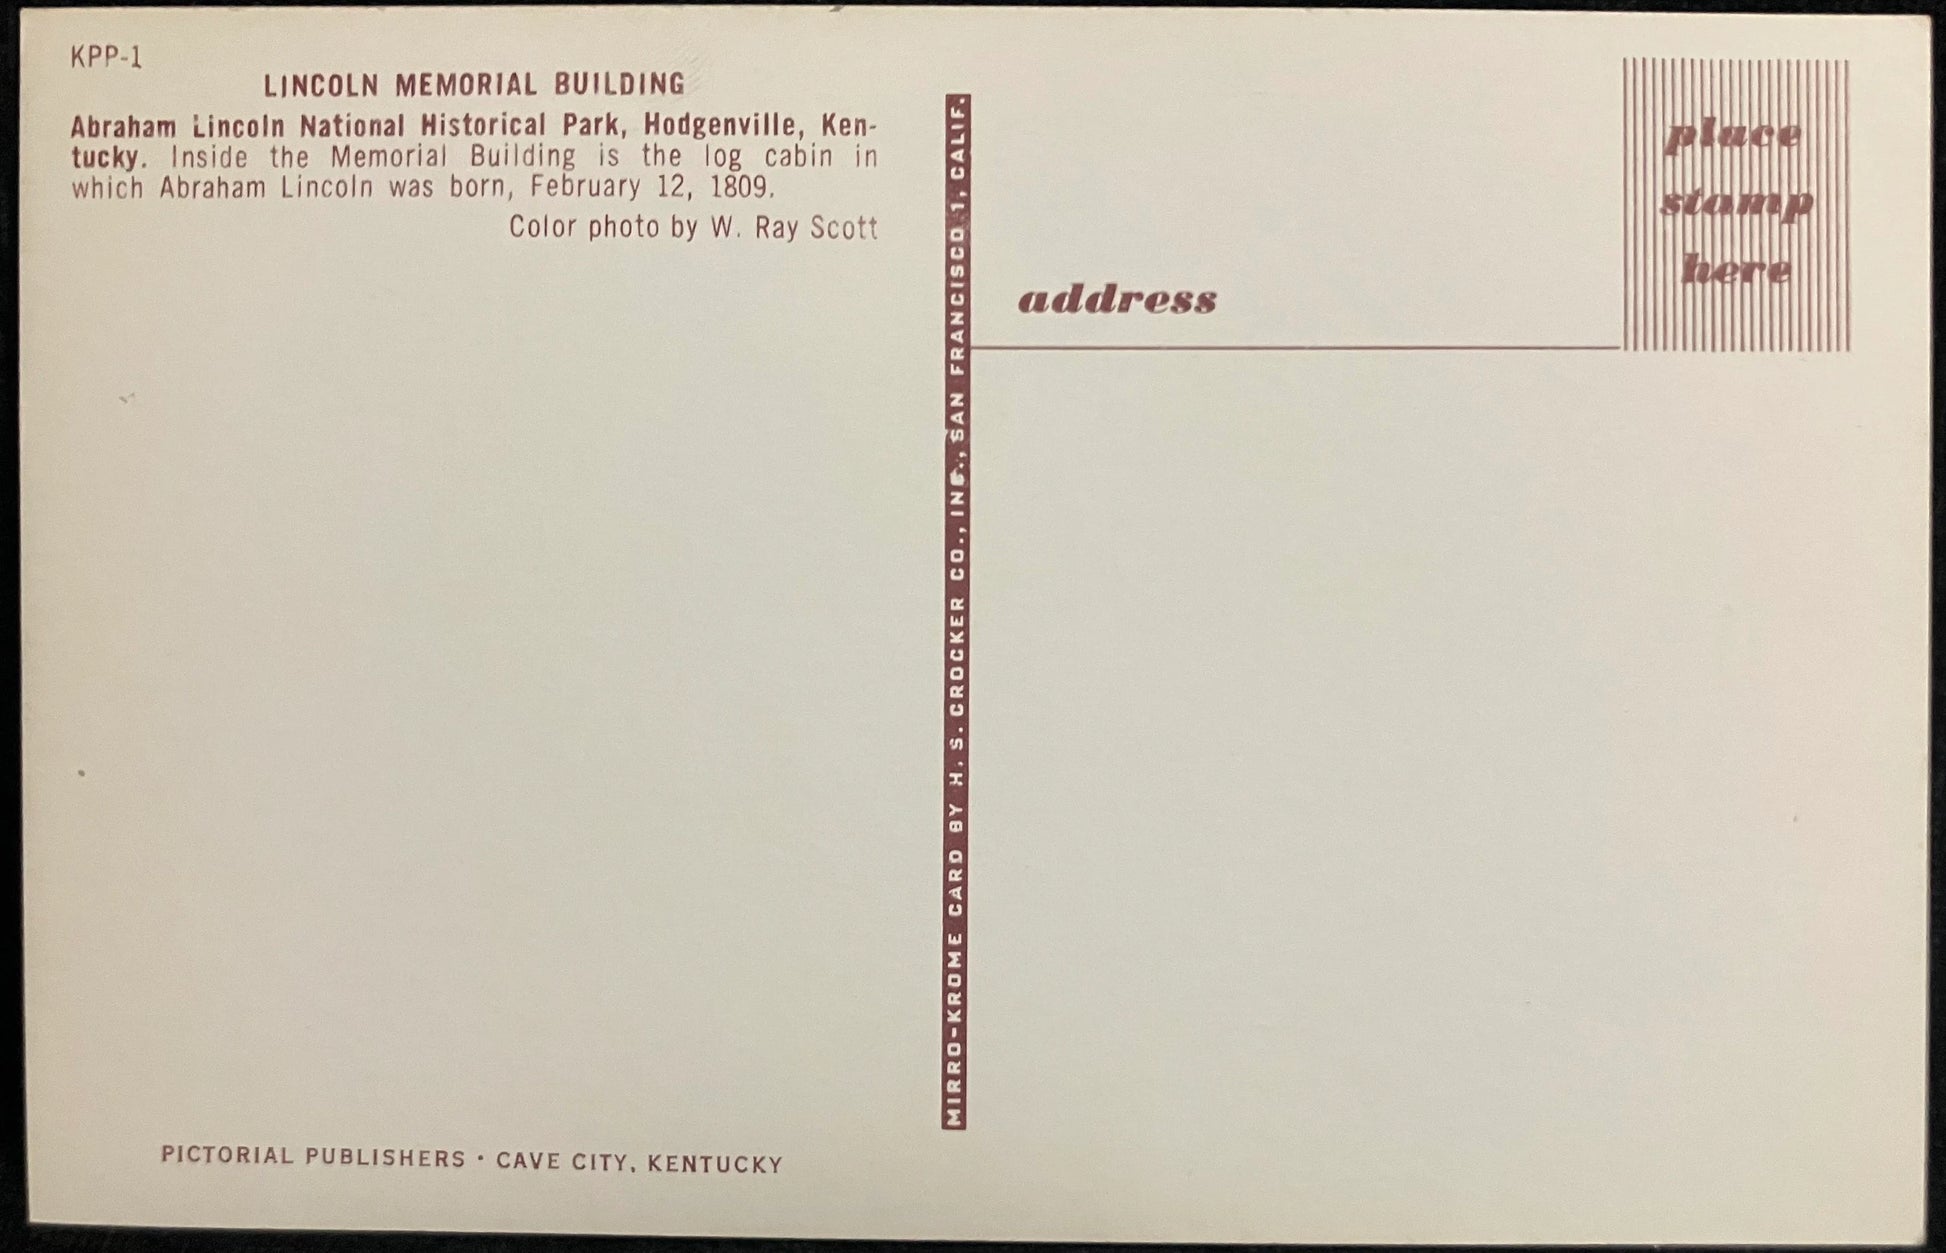 KPP-1
LINCOLN MEMORIAL BUILDING
Abraham Lincoln National Historical Park, Hodgenville, Ken-
tucky. Inside the Memorial Building is the log cabin in
which Abraham Lincoln was born, February 12, 1809.
Color photo by W. Ray Scott
PICTORIAL PUBLISHERS • CAVE CITY, KENTUCKY
MIRRO-KROME CARD BY H. S. CROCKER CO., INC., SAN FRANCISCO 1, CALIF.
place
stamp
here
address